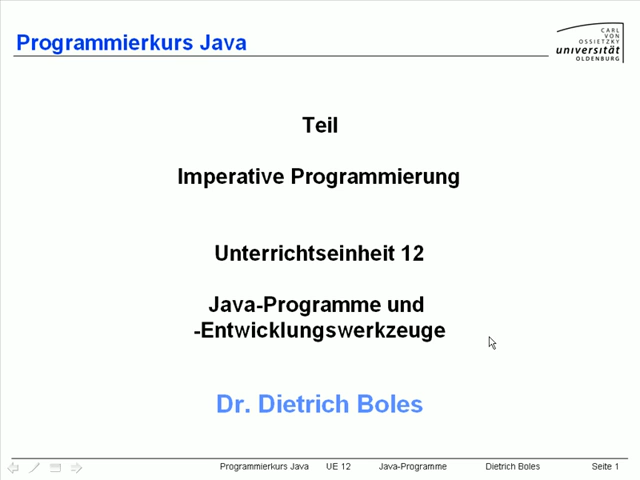 Programmierkurs Java
CARL
VON
OSSIETZKY
universität
OLDENBURG
Teil
Imperative Programmierung
Unterrichtseinheit 12
Java-Programme und
-Entwicklungswerkzeuge
Dr. Dietrich Boles
Programmierkurs Java UE 12 Java-Programme Dietrich Boles Seite 1